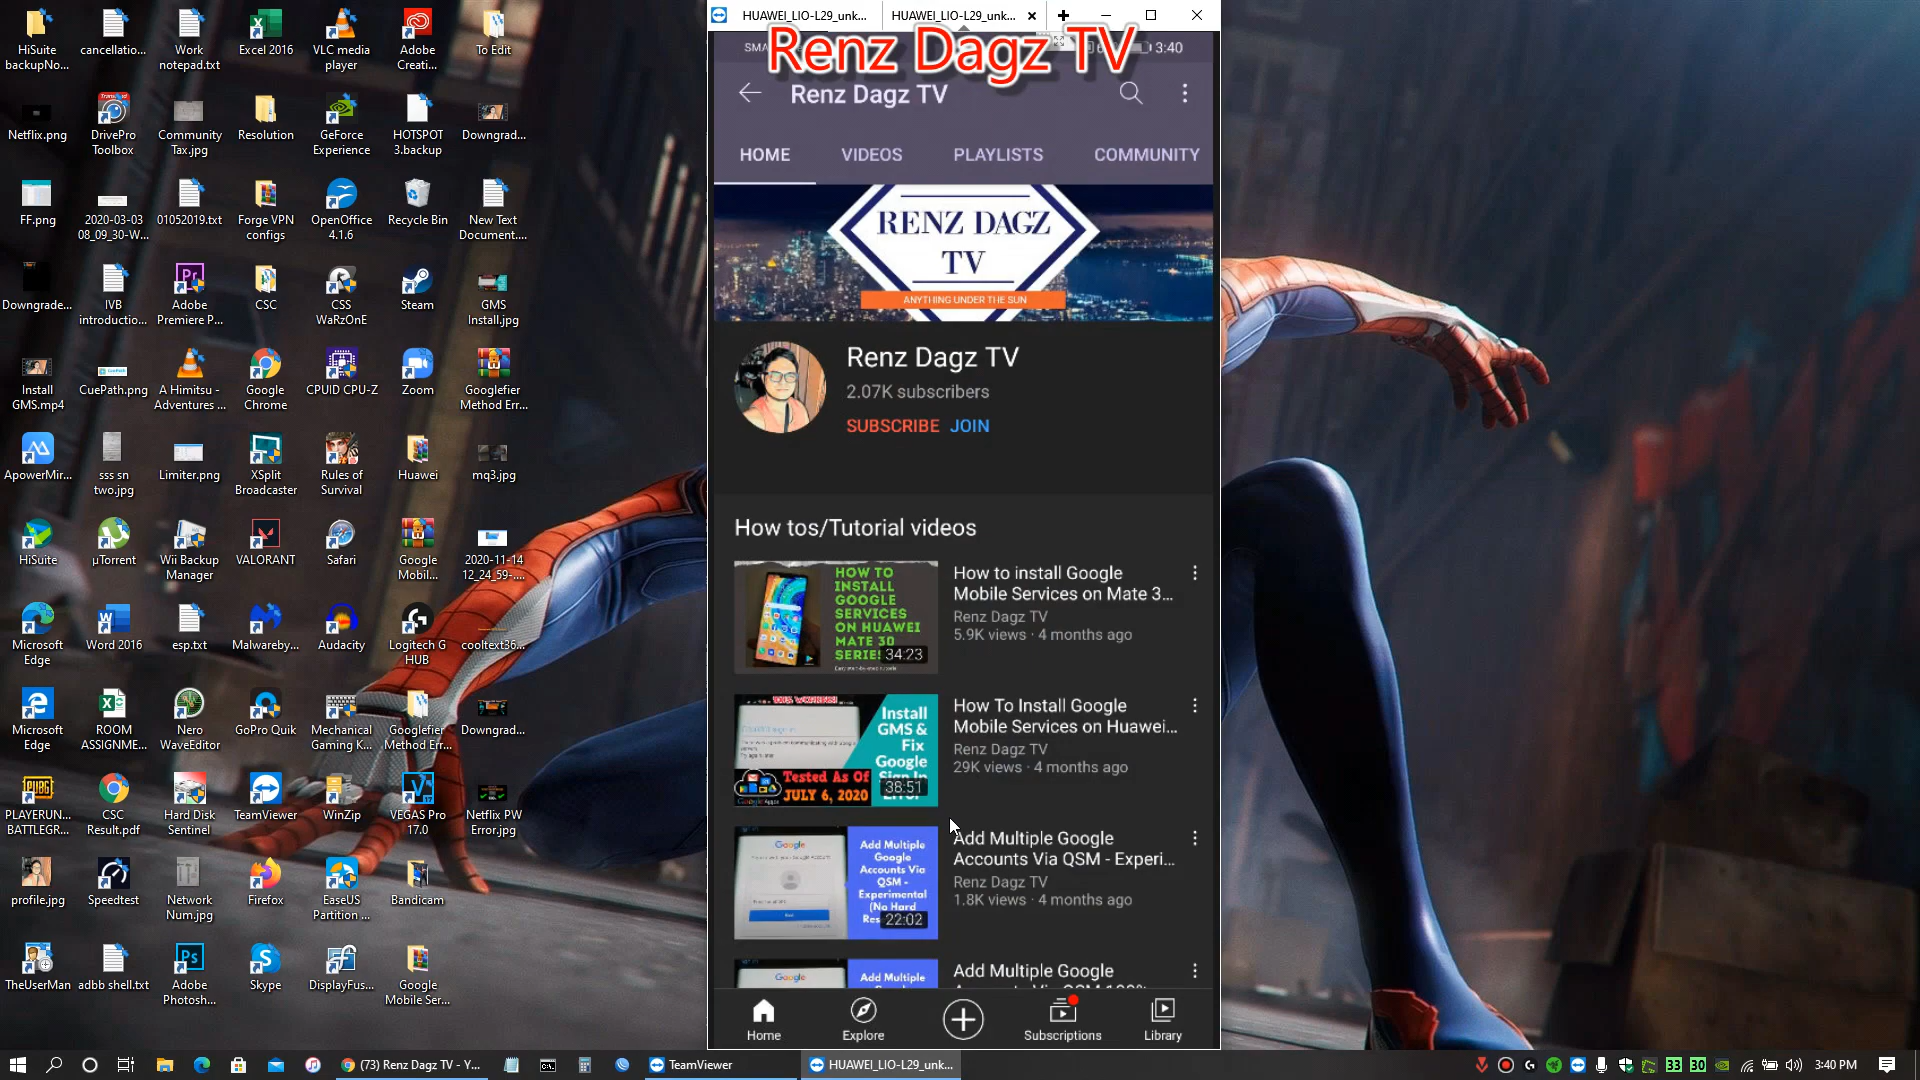 HiSuite backupNo...
cancellatio...
Work notepad.txt
Excel 2016
VLC media player
Adobe Creati...
To Edit
Netflix.png
DrivePro Toolbox
Community Tax.jpg
Resolution
GeForce Experience
HOTSPOT 3.backup
Downgrad...
FF.png
2020-03-03 08_09_30-W...
01052019.txt
Forge VPN configs
OpenOffice 4.1.6
Recycle Bin
New Text Document....
Downgrade...
IVB introductio...
Adobe Premiere P...
CSC
CSS WaRzOnE
Steam
GMS Install.jpg
Install GMS.mp4
CuePath.png
A Himitsu - Adventures ...
Google Chrome
CPUID CPU-Z
Zoom
Googlefier Method Err...
ApowerMir...
sss sn two.jpg
Limiter.png
XSplit Broadcaster
Rules of Survival
Huawei
mq3.jpg
HiSuite
µTorrent
Wii Backup Manager
VALORANT
Safari
Google Mobil...
2020-11-14 12_24_59-...
Microsoft Edge
Word 2016
esp.txt
Malwareby...
Audacity
Logitech G HUB
cooltext36...
Microsoft Edge
ROOM ASSIGNME...
Nero WaveEditor
GoPro Quik
Mechanical Gaming K...
Googlefier Method Err...
Downgrad...
PLAYERUN... BATTLEGR...
CSC Result.pdf
Hard Disk Sentinel
TeamViewer
WinZip
VEGAS Pro 17.0
Netflix PW Error.jpg
profile.jpg
Speedtest
Network Num.jpg
Firefox
EaseUS Partition ...
Bandicam
TheUserMan
adbb shell.txt
Adobe Photosh...
Skype
DisplayFus...
Google Mobile Ser...
HUAWEI_LIO-L29_unk...
HUAWEI_LIO-L29_unk...
Renz Dagz TV
3:40
Renz Dagz TV
HOME
VIDEOS
PLAYLISTS
COMMUNITY
RENZ DAGZ
TV
ANYTHING UNDER THE SUN
Renz Dagz TV
2.07K subscribers
SUBSCRIBE JOIN
How tos/Tutorial videos
HOW TO
INSTALL
GOOGLE
SERVICES
ON HUAWEI
MATE 30
SERIES
34:23
How to install Google
Mobile Services on Mate 3...
Renz Dagz TV
5.9K views · 4 months ago
Install
GMS &
Fix
Google
Sign In
Error
Tested As Of
JULY 6, 2020
38:51
How To Install Google
Mobile Services on Huawei...
Renz Dagz TV
29K views · 4 months ago
Google
Add Multiple
Google
Accounts Via
QSM -
Experimental
(No Hard
22:02
Add Multiple Google
Accounts Via QSM - Experi...
Renz Dagz TV
1.8K views · 4 months ago
Google
Add Multiple
Add Multiple Google
Home
Explore
Subscriptions
Library
(73) Renz Dagz TV - Y...
TeamViewer
HUAWEI_LIO-L29_unk...
33
30
3:40 PM